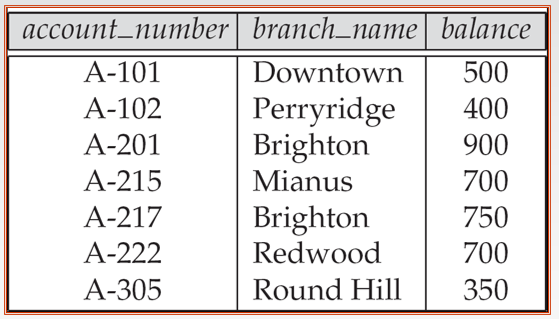 account_number branch_name balance
A-101 Downtown 500
A-102 Perryridge 400
A-201 Brighton 900
A-215 Mianus 700
A-217 Brighton 750
A-222 Redwood 700
A-305 Round Hill 350